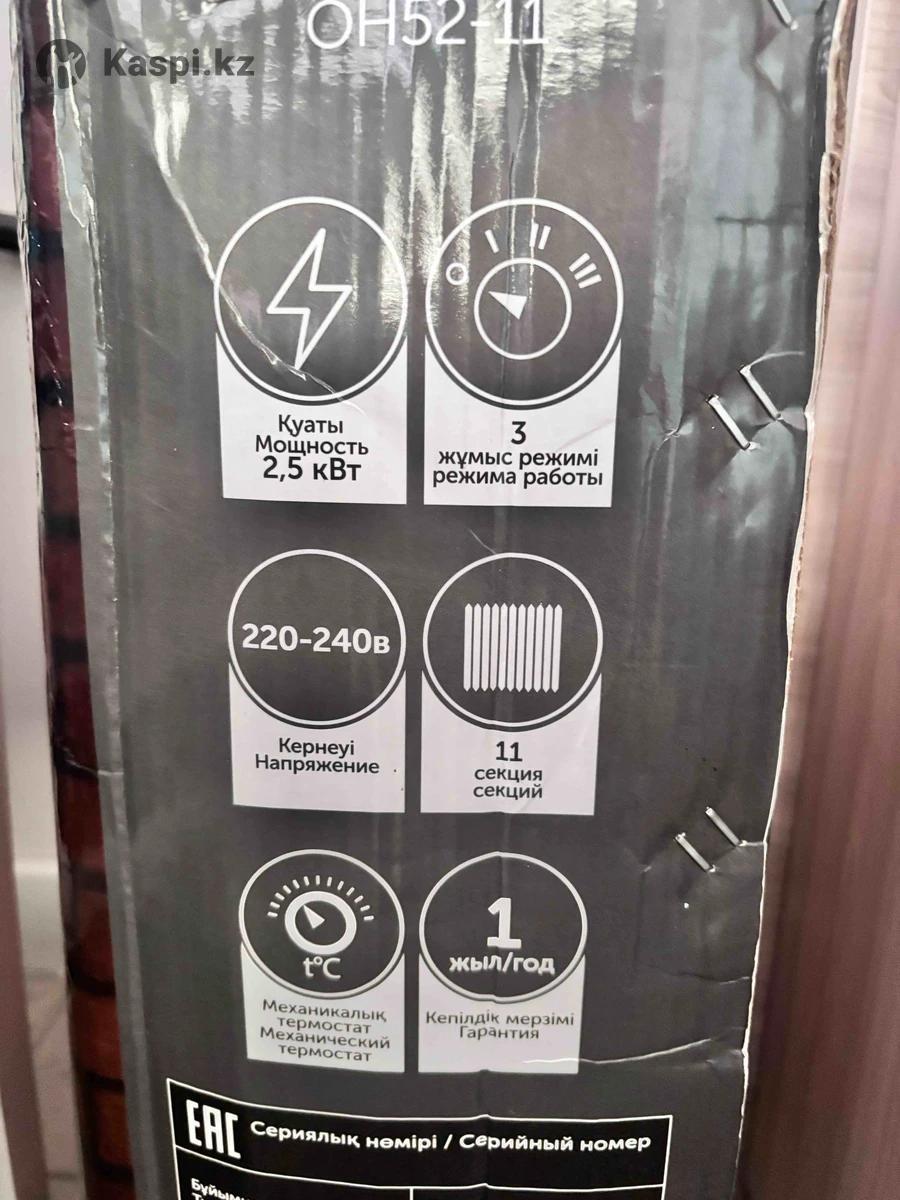 OH52-11
Kaspi.kz
Қуаты
Мощность
2,5 кВт
3
жұмыс режимі
режима работы
220-240в
Кернеуі
Напряжение
11
секция
секций
t°C
Механикалық
термостат
Механический
термостат
1
жыл/год
Кепілдік мерзімі
Гарантия
EAC
Сериялық нөмірі / Серийный номер